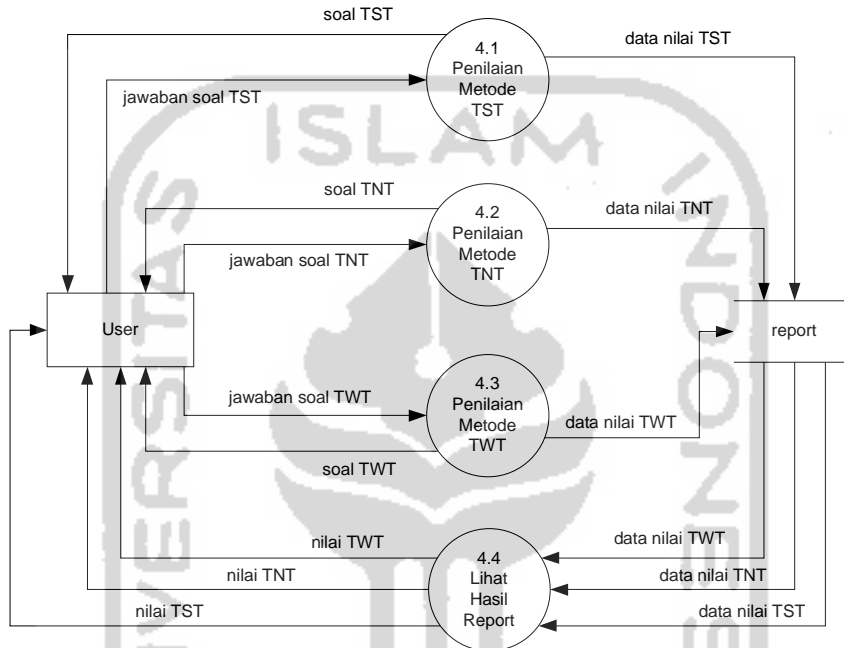 soal TST
4.1
Penilaian
Metode
TST
data nilai TST
jawaban soal TST
ISLAM
soal TNT
4.2
Penilaian
Metode
TNT
data nilai TNT
jawaban soal TNT
User
report
UNIVERSITAS
INDONES
jawaban soal TWT
4.3
Penilaian
Metode
TWT
data nilai TWT
soal TWT
nilai TWT
4.4
Lihat
Hasil
Report
data nilai TWT
nilai TNT
data nilai TNT
nilai TST
data nilai TST